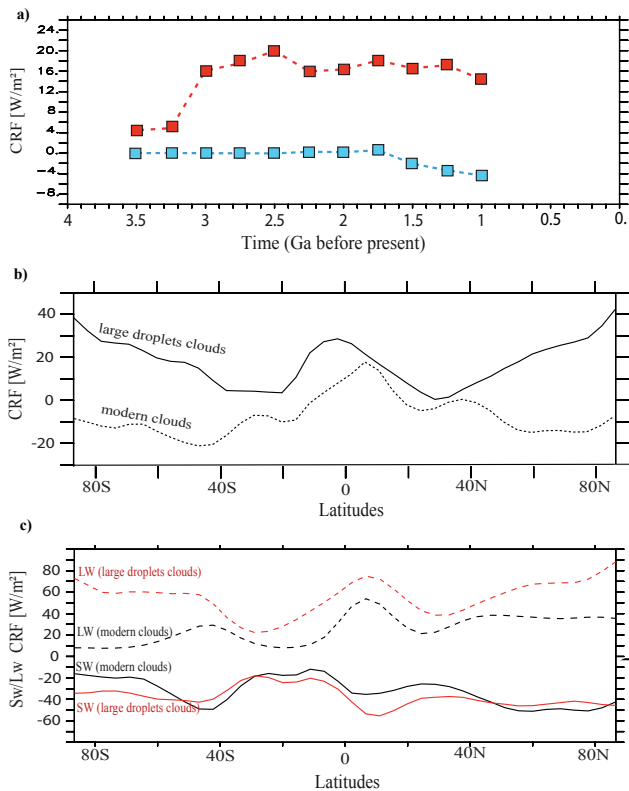 a)
24.
20.
16.
12.
8.
4.
0.
-4.
-8.
CRF [W/m²]
4
3.5
3
2.5
2
1.5
1
0.5
0.
Time (Ga before present)
b)
40
20
0
-20
CRF [W/m²]
large droplets clouds
modern clouds
80S
40S
0
40N
80N
Latitudes
c)
80
60
40
20
0
-20
-40
-60
Sw/Lw CRF [W/m²]
LW (large droplets clouds)
LW (modern clouds)
SW (modern clouds)
SW (large droplets clouds)
80S
40S
0
40N
80N
Latitudes